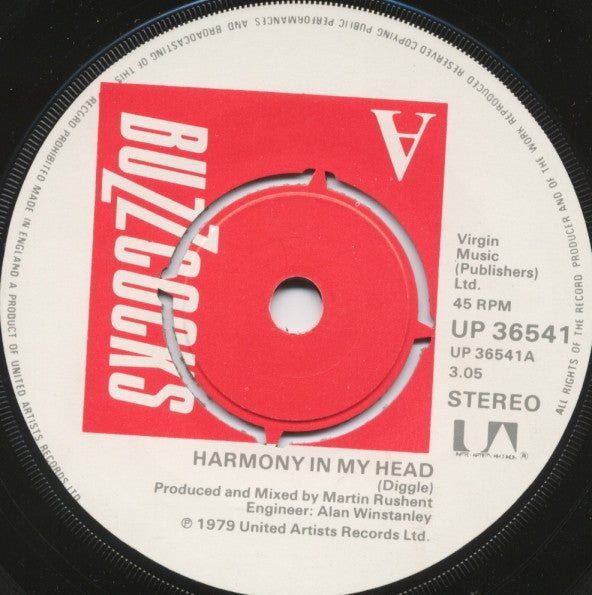 ALL RIGHTS OF THE RECORD PRODUCER AND OF THE WORK REPRODUCED RESERVED COPYING PUBLIC PERFORMANCES AND BROADCASTING OF THIS RECORD PROHIBITED MADE IN ENGLAND A PRODUCT OF UNITED ARTISTS RECORDS LTD.
BUZZCOCKS
A
Virgin
Music
(Publishers)
Ltd.
45 RPM
UP 36541
UP 36541A
3.05
STEREO
UA
HARMONY IN MY HEAD
(Diggle)
Produced and Mixed by Martin Rushent
Engineer: Alan Winstanley
℗ 1979 United Artists Records Ltd.